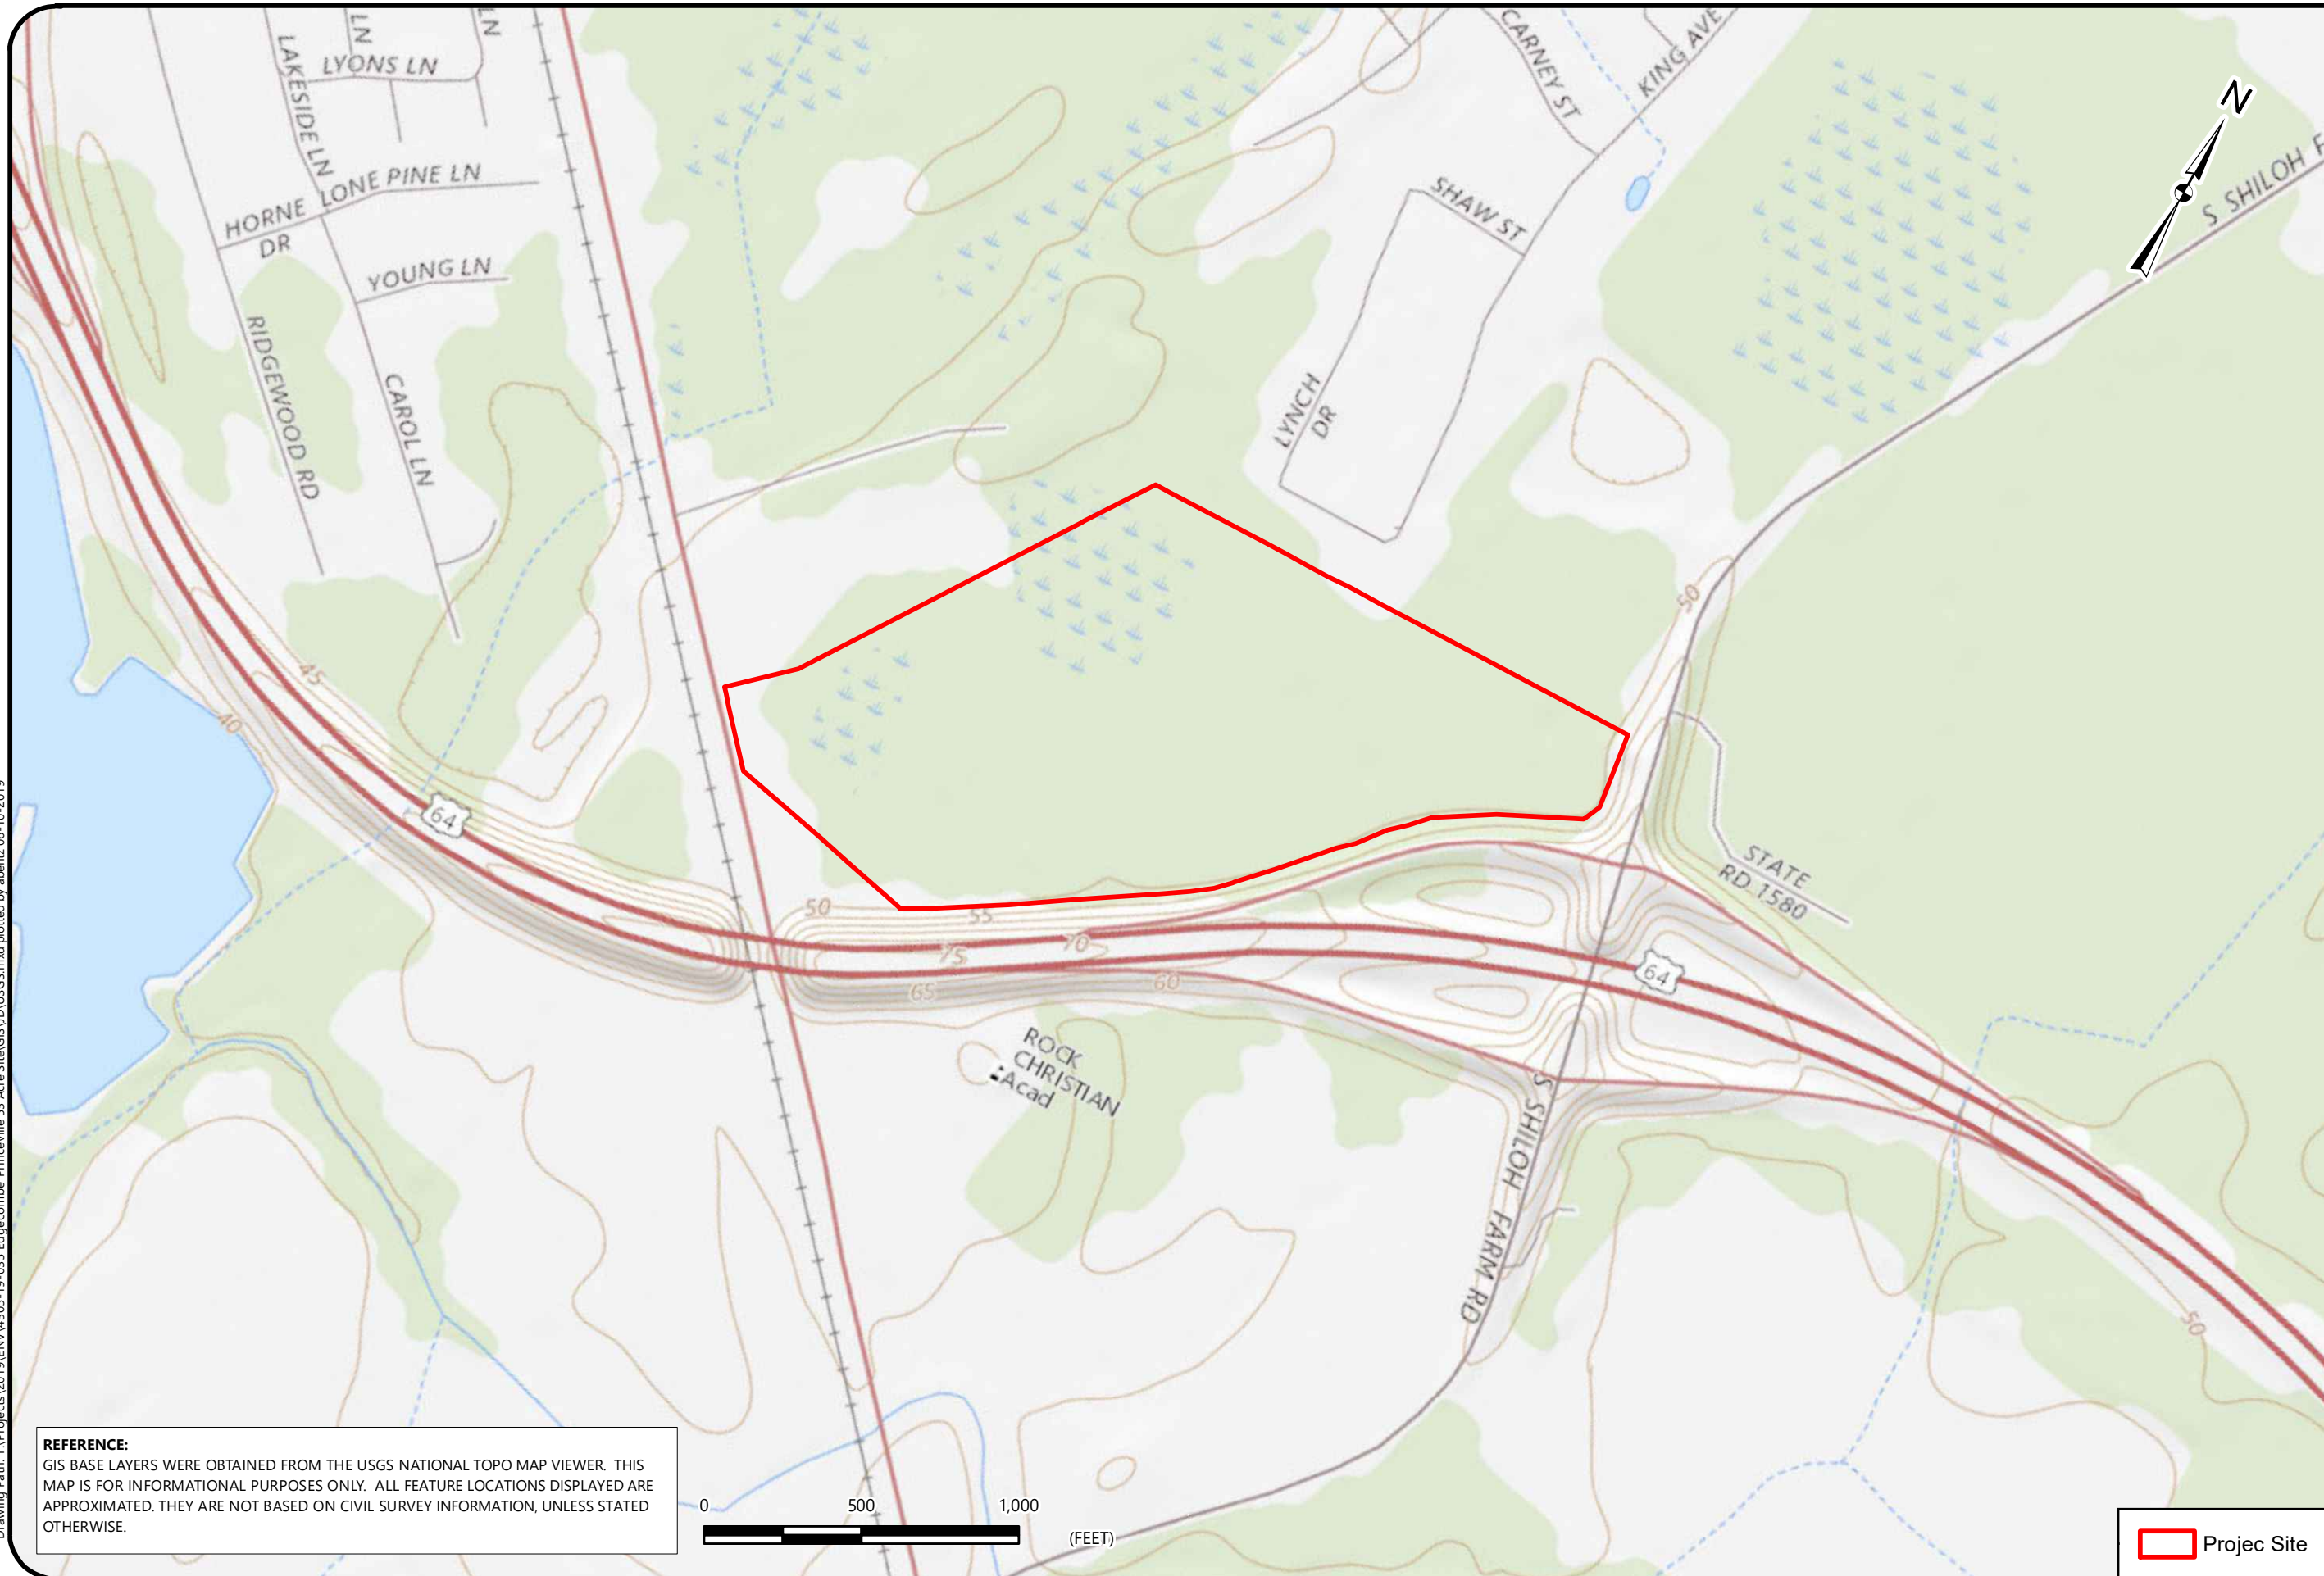 LN
LN
LAKESIDE LN
LYONS LN
CARNEY ST
KING AVE
N
S SHILOH F
HORNE
DR
LONE PINE LN
SHAW ST
YOUNG LN
RIDGEWOOD RD
CAROL LN
LYNCH
DR
50
45
40
64
50
55
75
70
65
60
64
STATE
RD 1580
ROCK
CHRISTIAN
Acad
S SHILOH FARM RD
50
REFERENCE:
GIS BASE LAYERS WERE OBTAINED FROM THE USGS NATIONAL TOPO MAP VIEWER. THIS
MAP IS FOR INFORMATIONAL PURPOSES ONLY. ALL FEATURE LOCATIONS DISPLAYED ARE
APPROXIMATED. THEY ARE NOT BASED ON CIVIL SURVEY INFORMATION, UNLESS STATED
OTHERWISE.
0 500 1,000
(FEET)
Projec Site